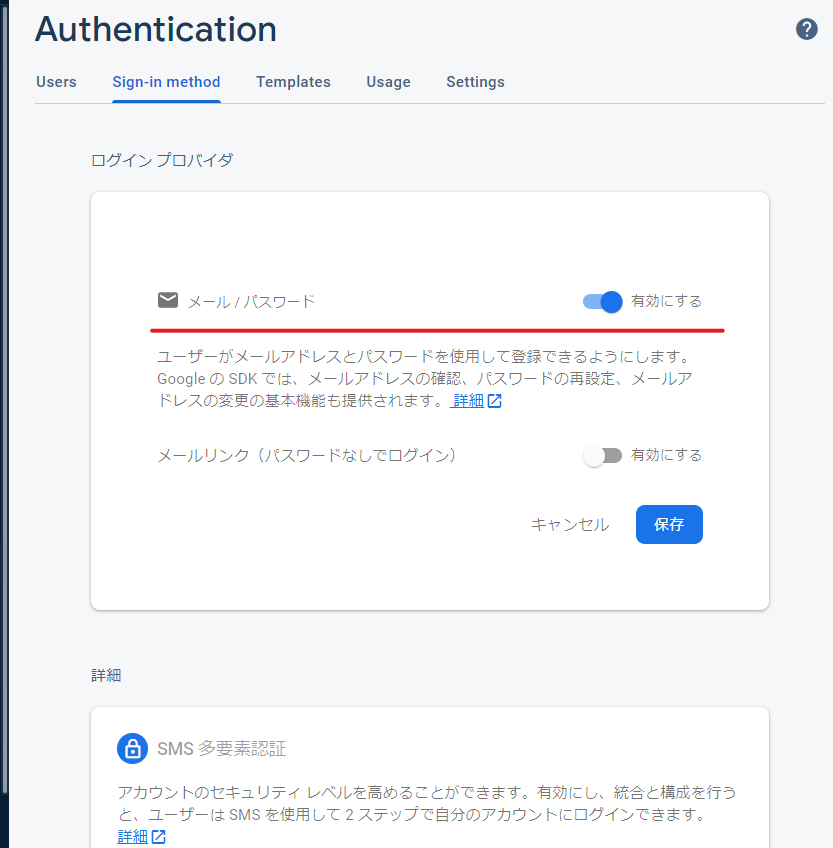 Authentication
Users Sign-in method Templates Usage Settings
ログイン プロバイダ
メール / パスワード 有効にする
ユーザーがメールアドレスとパスワードを使用して登録できるようにします。
Google の SDK では、メールアドレスの確認、パスワードの再設定、メールア
ドレスの変更の基本機能も提供されます。 詳細
メールリンク（パスワードなしでログイン） 有効にする
キャンセル 保存
詳細
SMS 多要素認証
アカウントのセキュリティ レベルを高めることができます。有効にし、統合と構成を行う
と、ユーザーは SMS を使用して 2 ステップで自分のアカウントにログインできます。
詳細